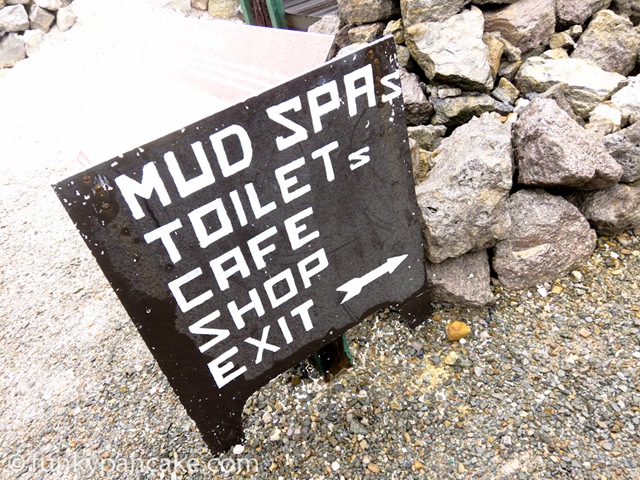 MUD SPAs
TOILETs
CAFE
SHOP
EXIT
© funkypancake.com